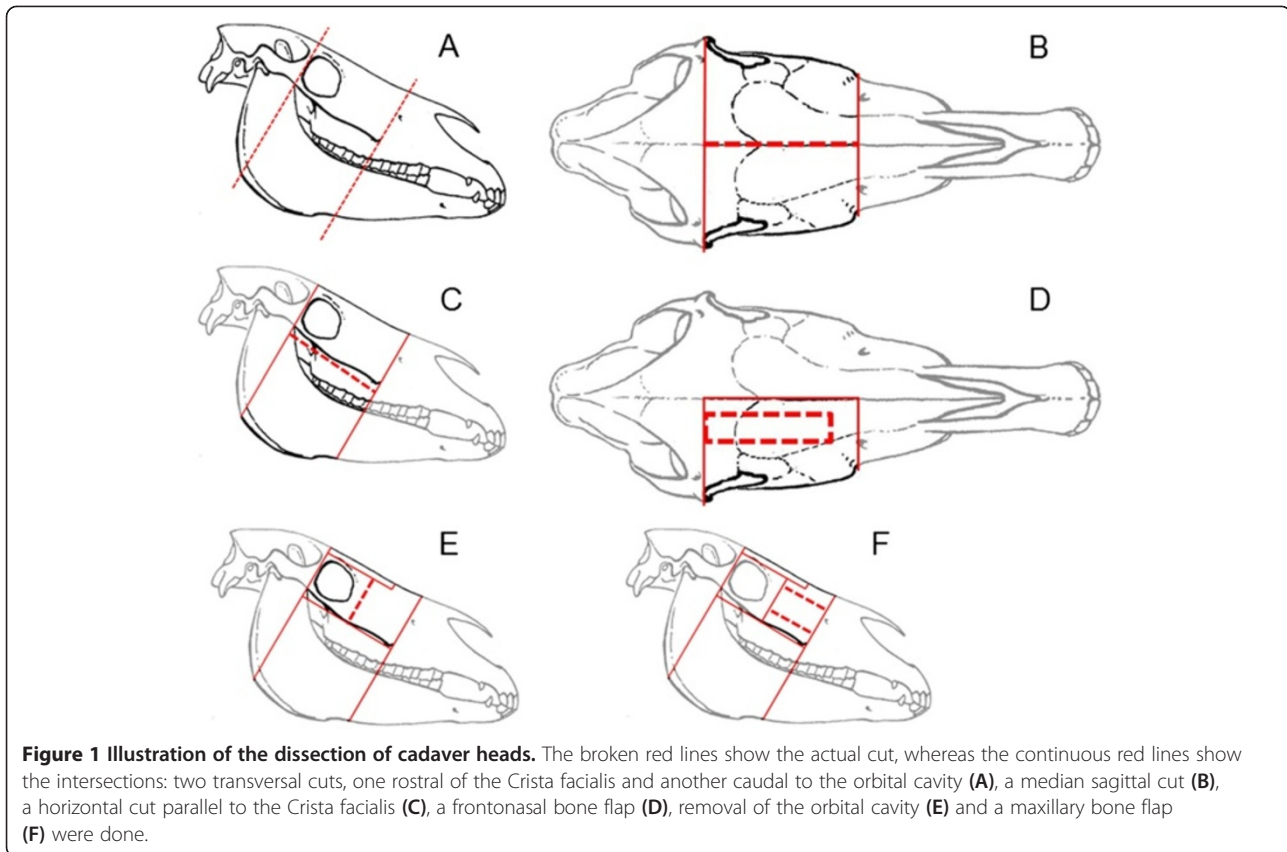 A
B
C
D
E
F
Figure 1 Illustration of the dissection of cadaver heads. The broken red lines show the actual cut, whereas the continuous red lines show
the intersections: two transversal cuts, one rostral of the Crista facialis and another caudal to the orbital cavity (A), a median sagittal cut (B),
a horizontal cut parallel to the Crista facialis (C), a frontonasal bone flap (D), removal of the orbital cavity (E) and a maxillary bone flap
(F) were done.